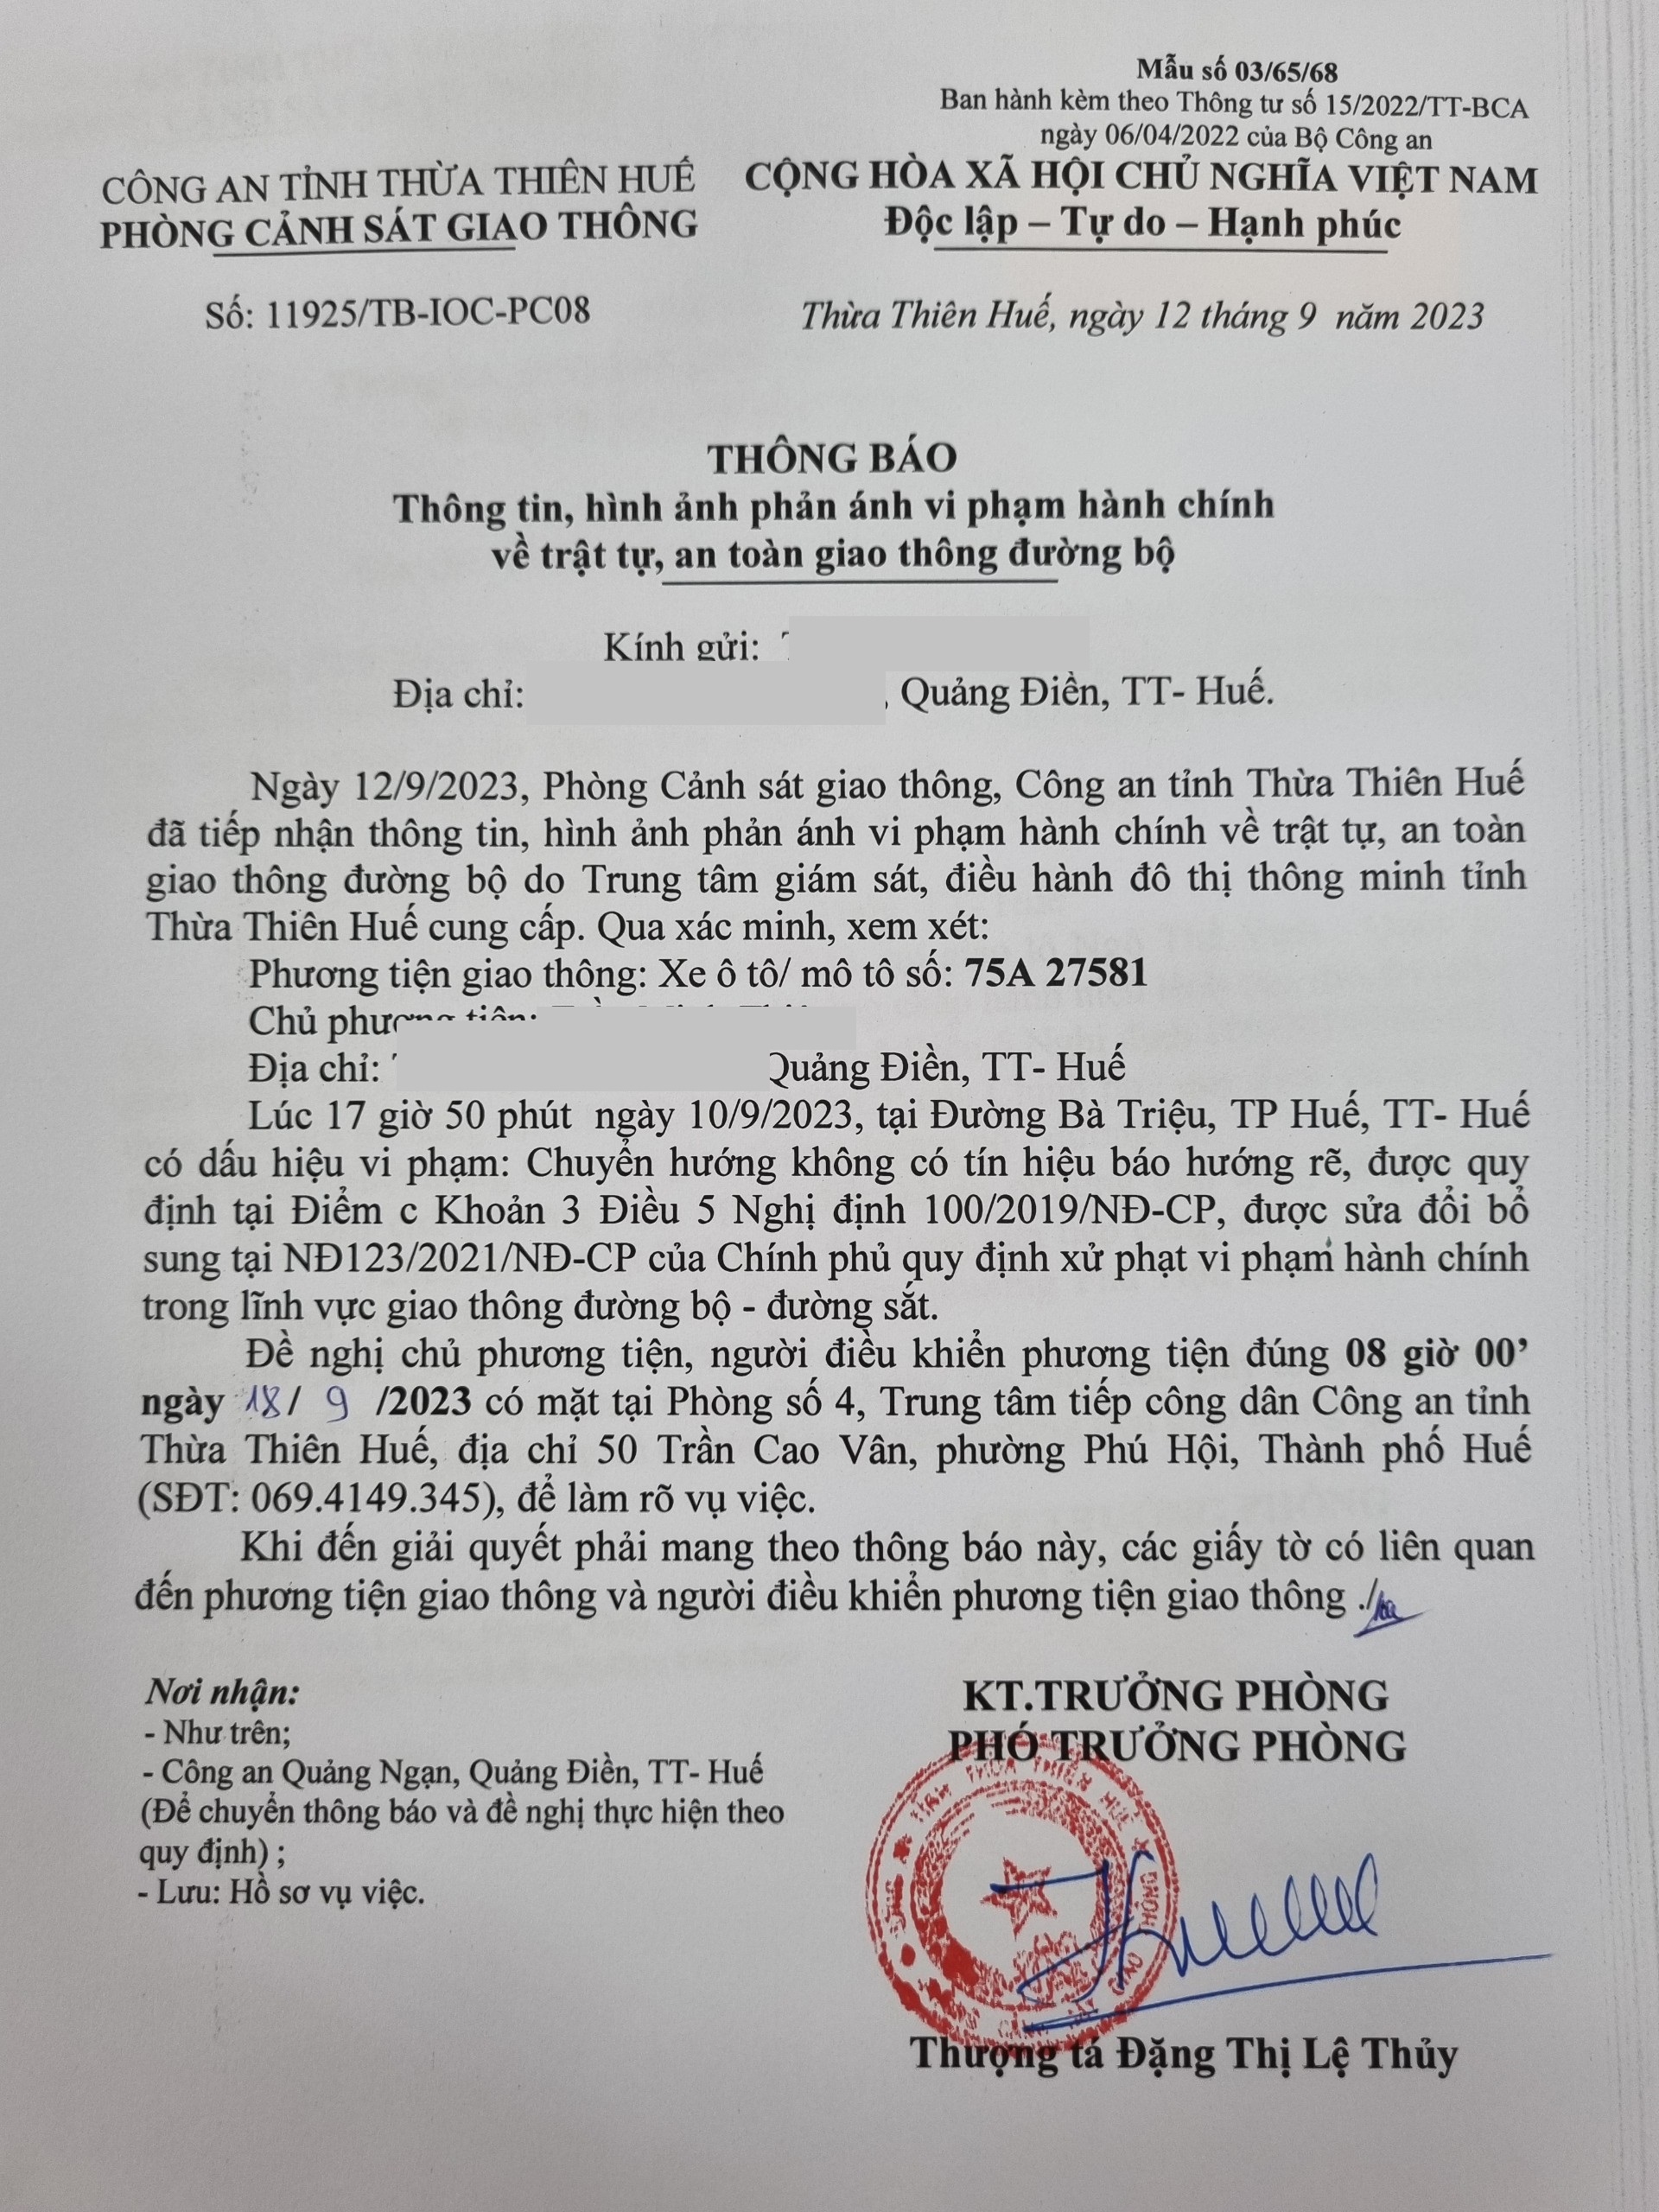 Mẫu số 03/65/68
Ban hành kèm theo Thông tư số 15/2022/TT-BCA
ngày 06/04/2022 của Bộ Công an
CÔNG AN TỈNH THỪA THIÊN HUẾ
PHÒNG CẢNH SÁT GIAO THÔNG
CỘNG HÒA XÃ HỘI CHỦ NGHĨA VIỆT NAM
Độc lập – Tự do – Hạnh phúc
Số: 11925/TB-IOC-PC08
Thừa Thiên Huế, ngày 12 tháng 9 năm 2023
THÔNG BÁO
Thông tin, hình ảnh phản ánh vi phạm hành chính
về trật tự, an toàn giao thông đường bộ
Kính gửi:
Địa chỉ: , Quảng Điền, TT- Huế.
Ngày 12/9/2023, Phòng Cảnh sát giao thông, Công an tỉnh Thừa Thiên Huế
đã tiếp nhận thông tin, hình ảnh phản ánh vi phạm hành chính về trật tự, an toàn
giao thông đường bộ do Trung tâm giám sát, điều hành đô thị thông minh tỉnh
Thừa Thiên Huế cung cấp. Qua xác minh, xem xét:
Phương tiện giao thông: Xe ô tô/ mô tô số: 75A 27581
Chủ phương tiện:
Địa chỉ: Quảng Điền, TT- Huế
Lúc 17 giờ 50 phút ngày 10/9/2023, tại Đường Bà Triệu, TP Huế, TT- Huế
có dấu hiệu vi phạm: Chuyển hướng không có tín hiệu báo hướng rẽ, được quy
định tại Điểm c Khoản 3 Điều 5 Nghị định 100/2019/NĐ-CP, được sửa đổi bổ
sung tại NĐ123/2021/NĐ-CP của Chính phủ quy định xử phạt vi phạm hành chính
trong lĩnh vực giao thông đường bộ - đường sắt.
Đề nghị chủ phương tiện, người điều khiển phương tiện đúng 08 giờ 00’
ngày 18/ 9 /2023 có mặt tại Phòng số 4, Trung tâm tiếp công dân Công an tỉnh
Thừa Thiên Huế, địa chỉ 50 Trần Cao Vân, phường Phú Hội, Thành phố Huế
(SĐT: 069.4149.345), để làm rõ vụ việc.
Khi đến giải quyết phải mang theo thông báo này, các giấy tờ có liên quan
đến phương tiện giao thông và người điều khiển phương tiện giao thông ./
Nơi nhận:
- Như trên;
- Công an Quảng Ngạn, Quảng Điền, TT- Huế
(Để chuyển thông báo và đề nghị thực hiện theo
quy định) ;
- Lưu: Hồ sơ vụ việc.
KT.TRƯỞNG PHÒNG
PHÓ TRƯỞNG PHÒNG
TỈNH THỪA THIÊN HUẾ
Thượng tá Đặng Thị Lệ Thủy